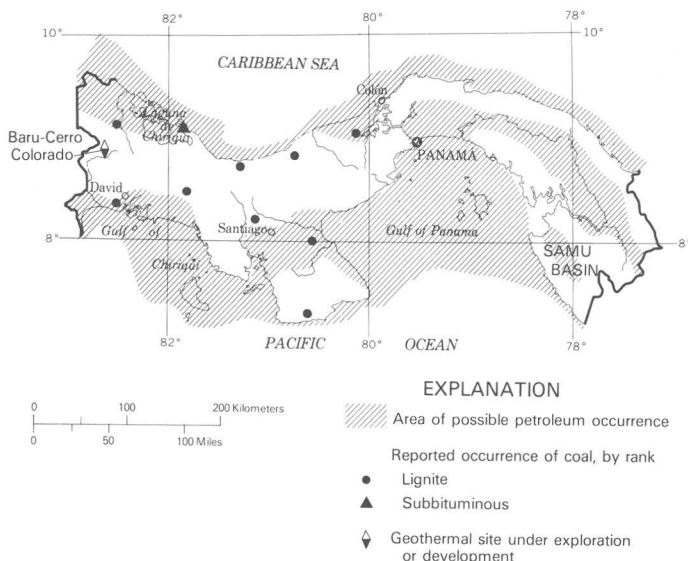 82° 80° 78°
10° 10°
CARIBBEAN SEA
Colón
Laguna
de
Chiriqui
Baru-Cerro
Colorado
PANAMÁ
David
Santiago
Gulf of
Gulf of Panama
8° 8°
Chiriqui
SAMU
BASIN
82° 80° 78°
PACIFIC OCEAN
EXPLANATION
0 100 200 Kilometers
0 50 100 Miles
Area of possible petroleum occurrence
Reported occurrence of coal, by rank
Lignite
Subbituminous
Geothermal site under exploration
or development